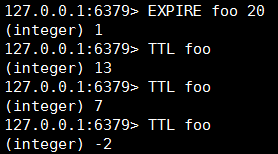 127.0.0.1:6379> EXPIRE foo 20
(integer) 1
127.0.0.1:6379> TTL foo
(integer) 13
127.0.0.1:6379> TTL foo
(integer) 7
127.0.0.1:6379> TTL foo
(integer) -2